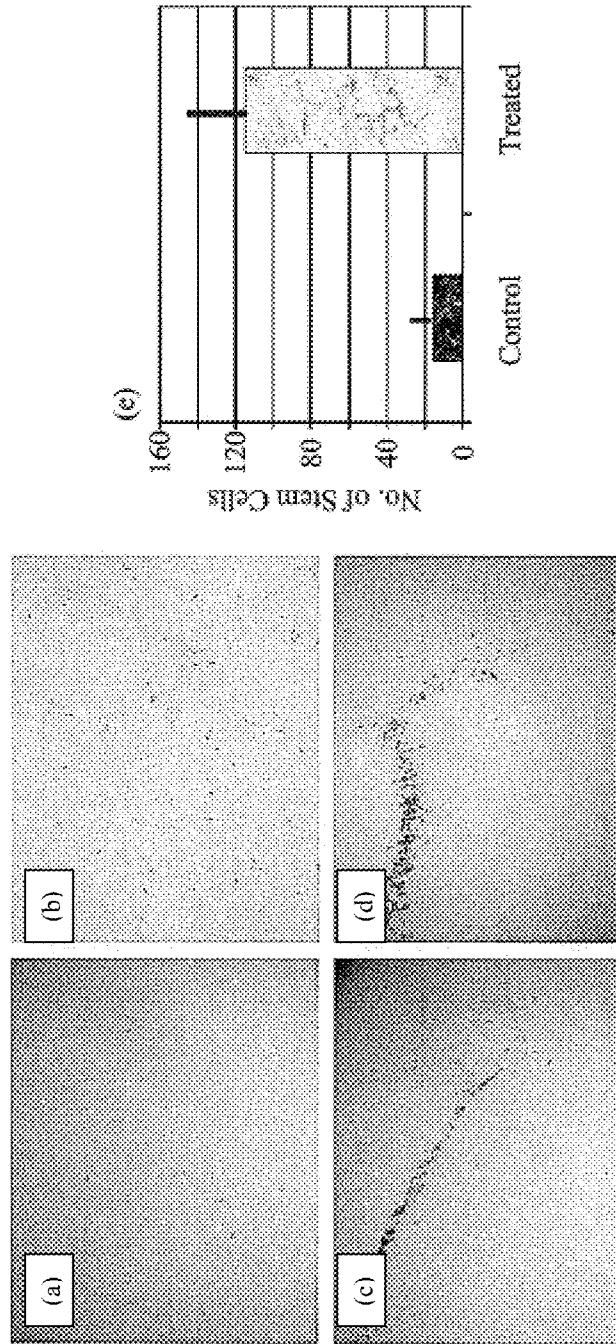 (a)
(b)
(c)
(d)
(e)
No. of Stem Cells
160
120
80
40
0
Control
Treated